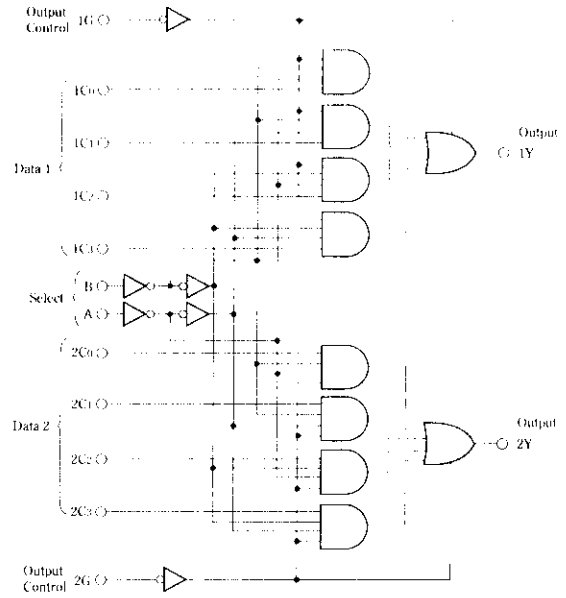 Output
Control 1G
1C0
1C1
Data 1
1C2
1C3
Output
1Y
Select
B
A
2C0
2C1
Data 2
2C2
2C3
Output
2Y
Output
Control 2G